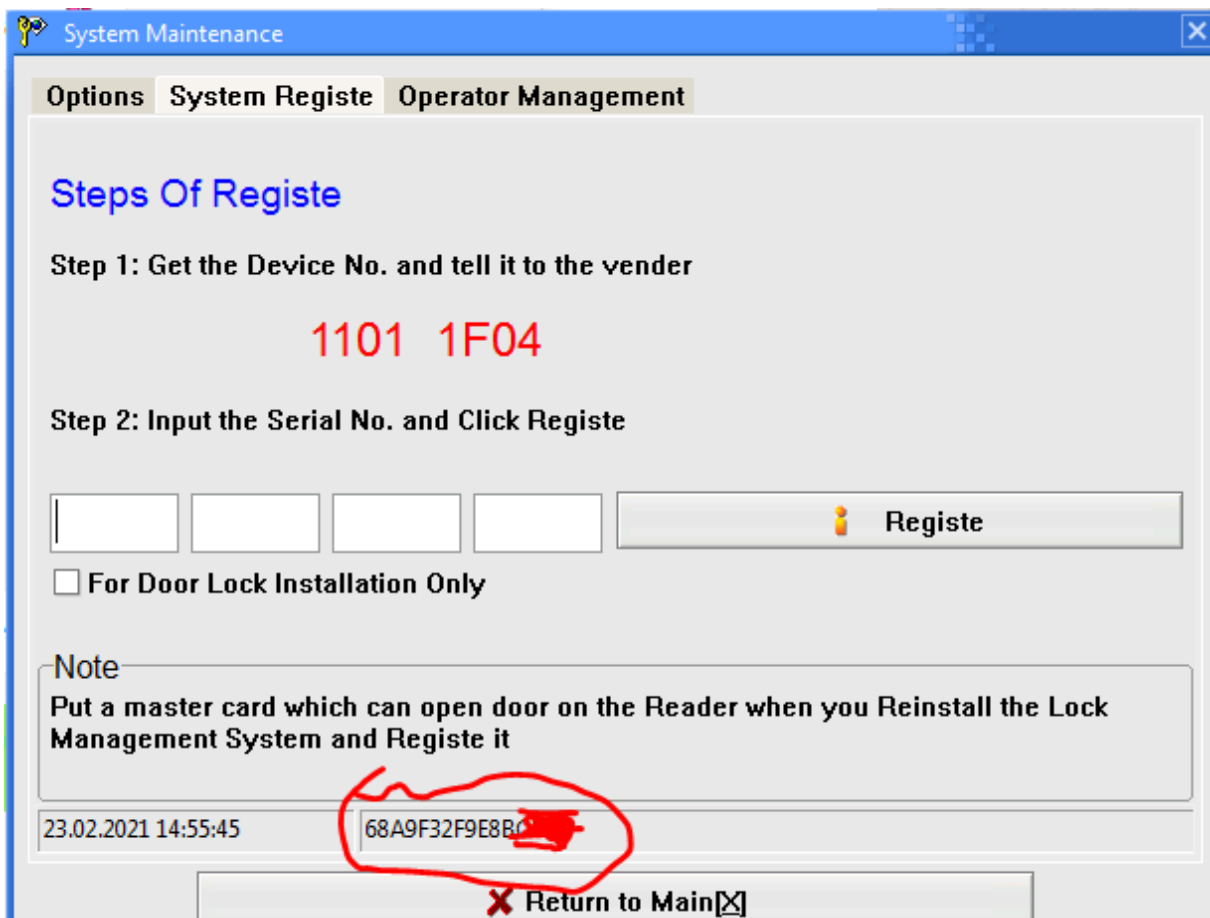 System Maintenance
Options System Registe Operator Management
Steps Of Registe
Step 1: Get the Device No. and tell it to the vender
1101 1F04
Step 2: Input the Serial No. and Click Registe
Registe
For Door Lock Installation Only
Note
Put a master card which can open door on the Reader when you Reinstall the Lock
Management System and Registe it
23.02.2021 14:55:45 68A9F32F9E8B
Return to Main[X]